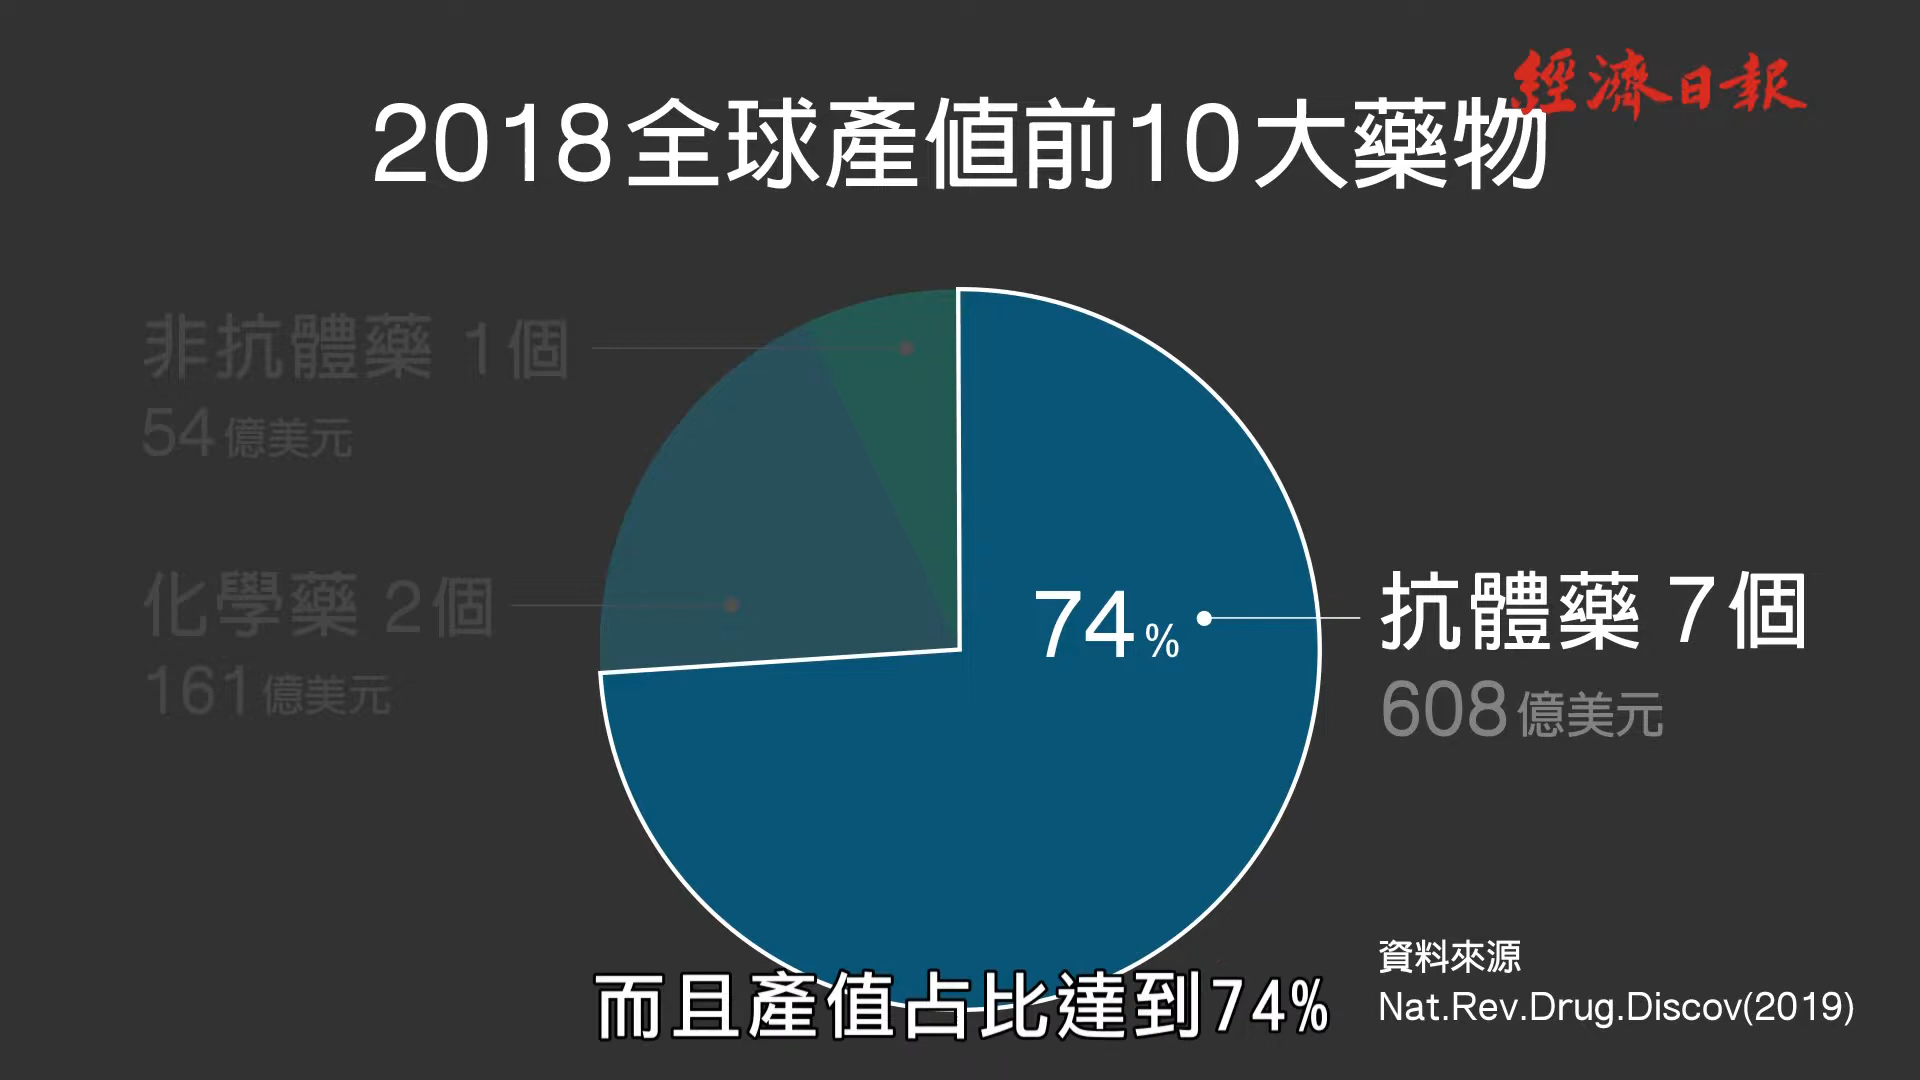 經濟日報
2018全球產值前10大藥物
非抗體藥 1個
54億美元
化學藥 2個
161億美元
74%
抗體藥 7個
608億美元
資料來源
Nat.Rev.Drug.Discov(2019)
而且產值占比達到74%